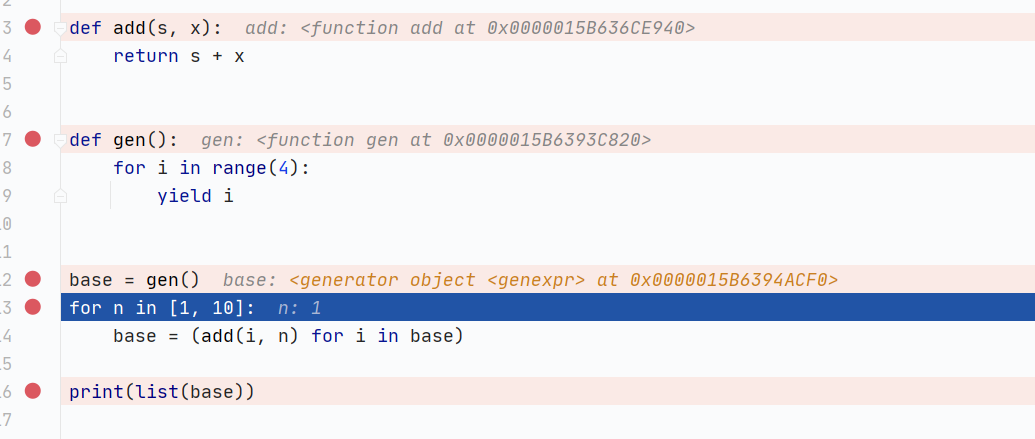 2
3 def add(s, x):  add: <function add at 0x0000015B636CE940>
4     return s + x
5
6
7 def gen():  gen: <function gen at 0x0000015B6393C820>
8     for i in range(4):
9         yield i
0
1
2 base = gen()  base: <generator object <genexpr> at 0x0000015B6394ACF0>
3 for n in [1, 10]:  n: 1
4     base = (add(i, n) for i in base)
5
6 print(list(base))
7